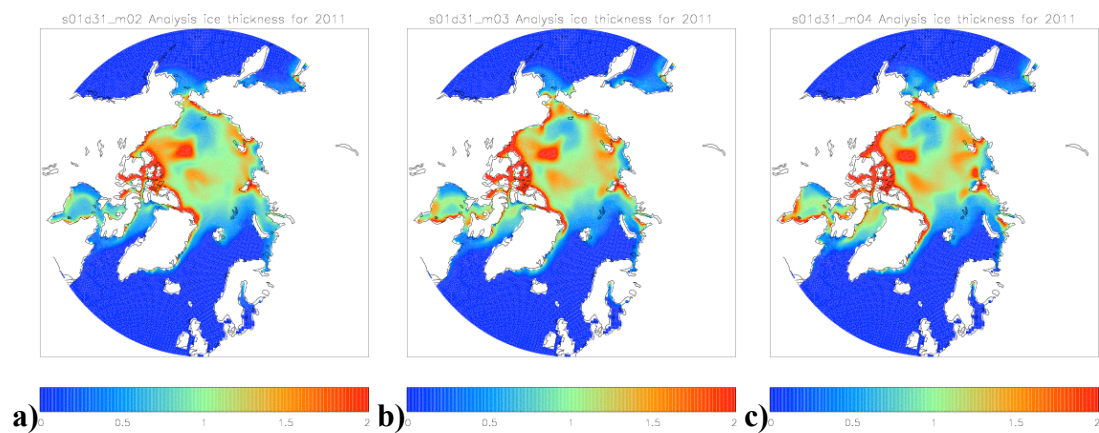 s01d31_m02 Analysis ice thickness for 2011
s01d31_m03 Analysis ice thickness for 2011
s01d31_m04 Analysis ice thickness for 2011
a) 0 0.5 1 1.5 2
b) 0 0.5 1 1.5 2
c) 0 0.5 1 1.5 2